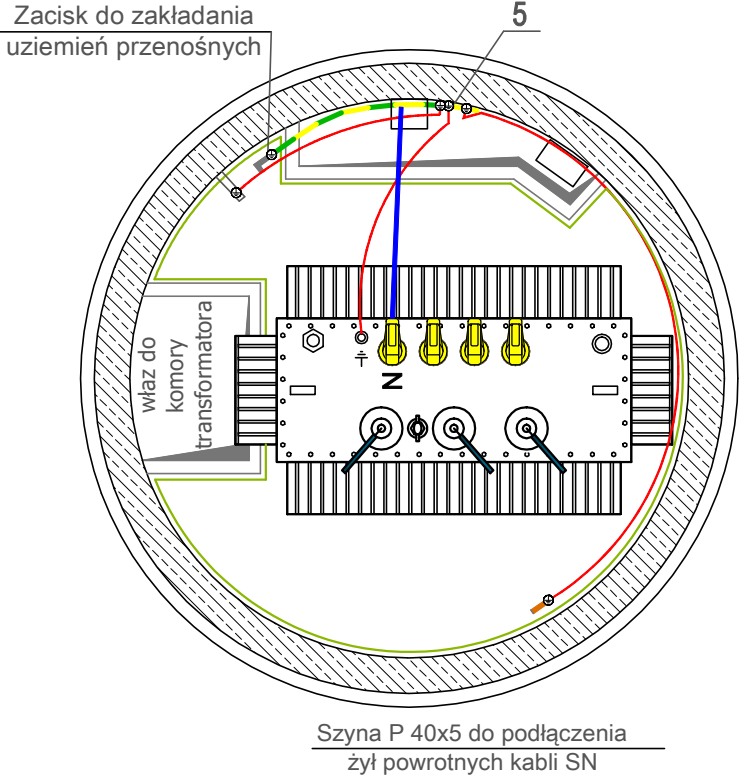 Zacisk do zakładania
uziemień przenośnych
5
właz do
komory
transformatora
N
Szyna P 40x5 do podłączenia
żył powrotnych kabli SN